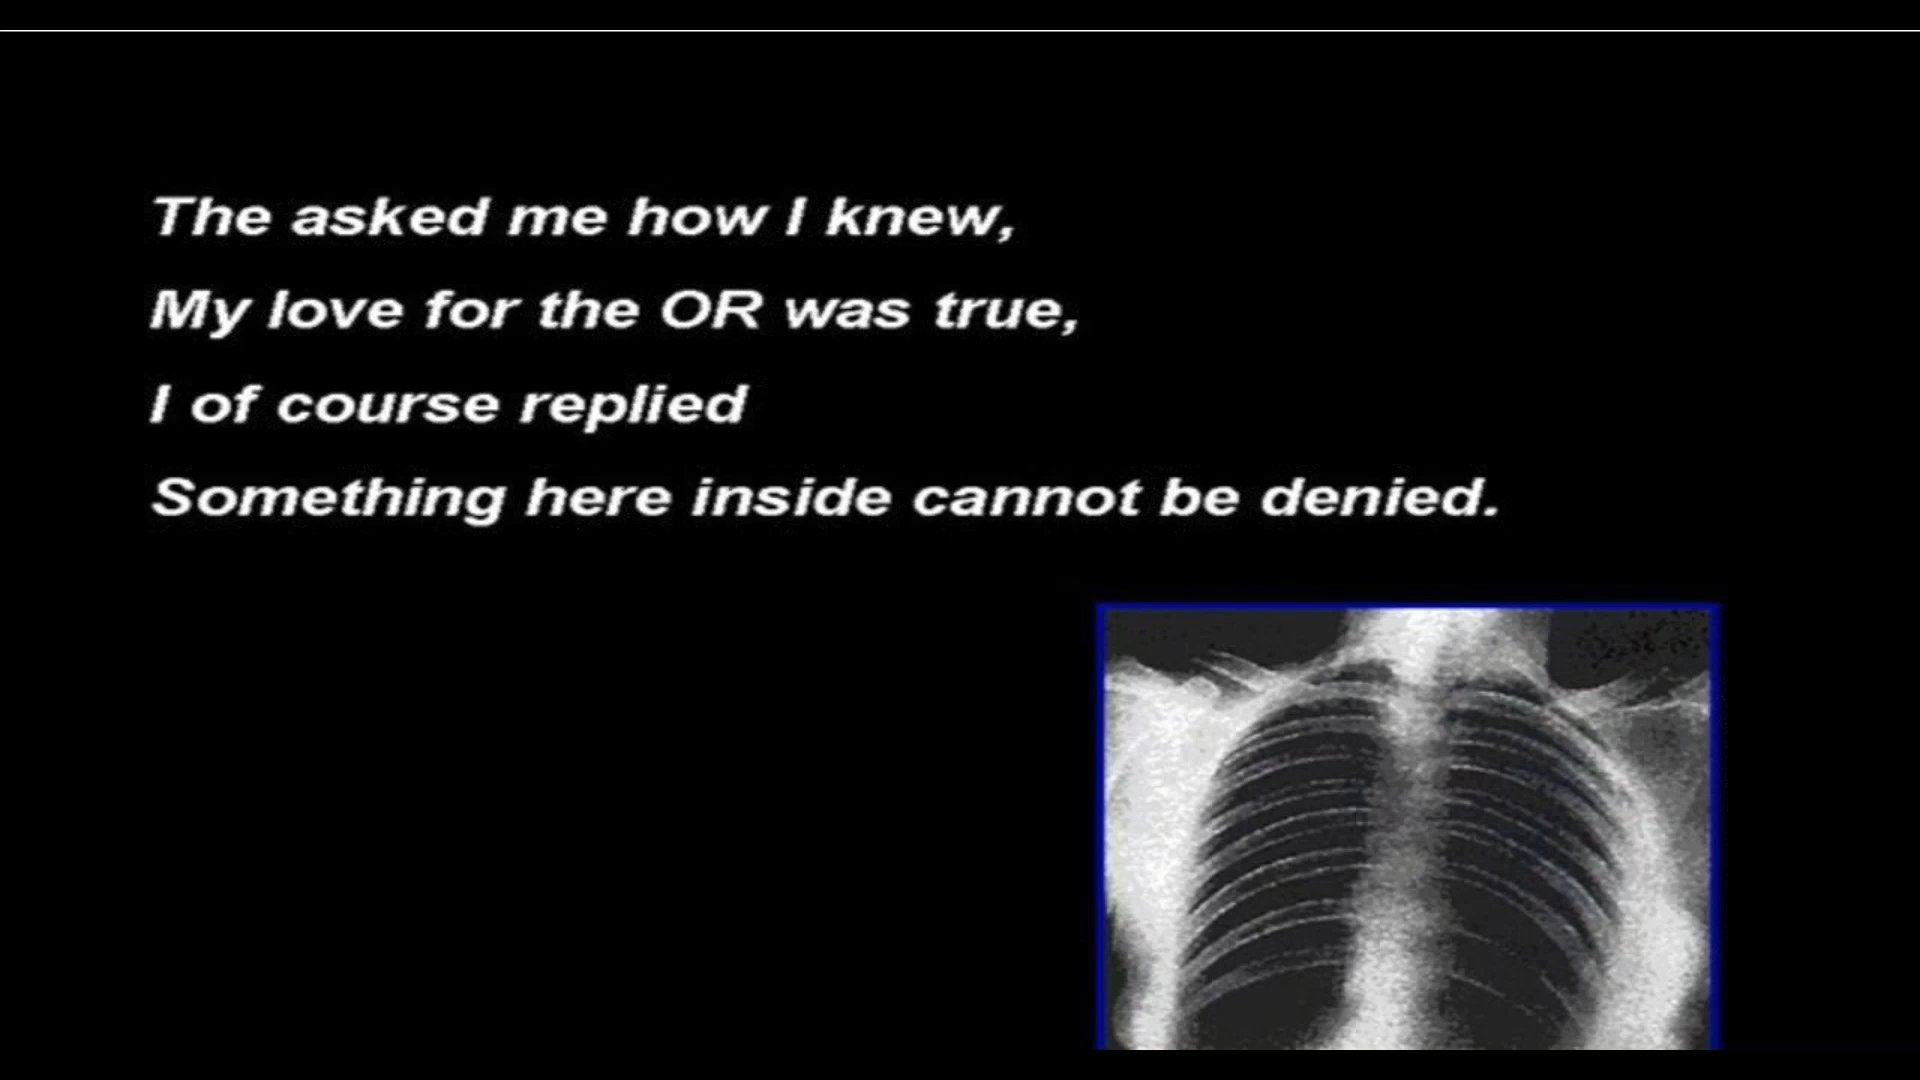 The asked me how I knew,
My love for the OR was true,
I of course replied
Something here inside cannot be denied.